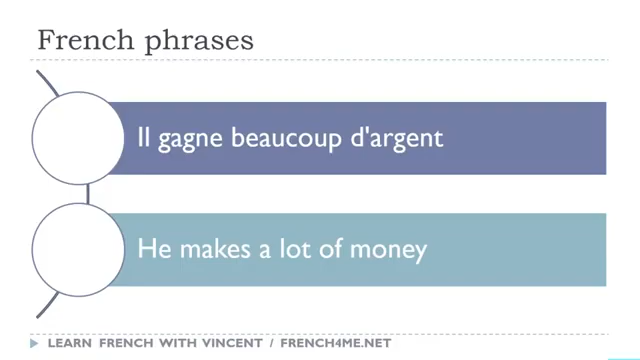 French phrases
Il gagne beaucoup d'argent
He makes a lot of money
LEARN FRENCH WITH VINCENT / FRENCH4ME.NET